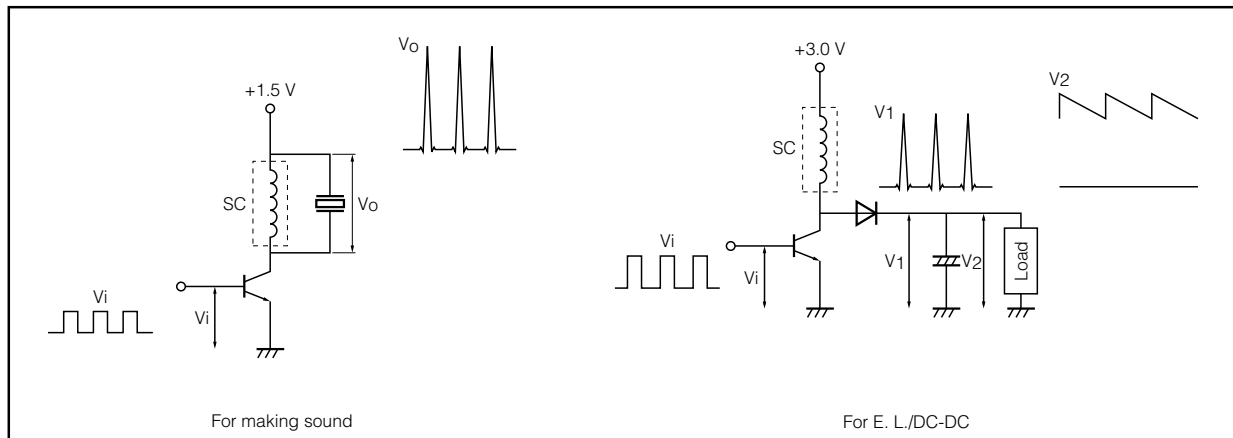 Vo
+1.5 V
SC
Vo
Vi
Vi
For making sound
+3.0 V
V2
V1
SC
Vi
Vi
V1
V2
Load
For E. L./DC-DC